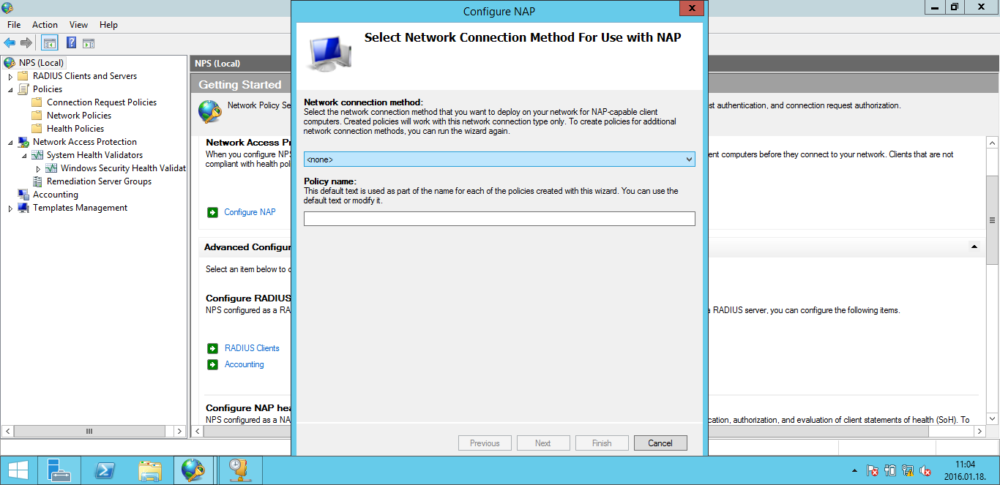 Configure NAP
File Action View Help
NPS (Local)
RADIUS Clients and Servers
Policies
Connection Request Policies
Network Policies
Health Policies
Network Access Protection
System Health Validators
Windows Security Health Validat
Remediation Server Groups
Accounting
Templates Management
NPS (Local)
Getting Started
Network Policy Se
st authentication, and connection request authorization.
Network Access Pr
When you configure NPS
ent computers before they connect to your network. Clients that are not
compliant with health poli
Configure NAP
Advanced Configur
Select an item below to c
Configure RADIUS
NPS configured as a RA
a RADIUS server, you can configure the following items.
RADIUS Clients
Accounting
Configure NAP hea
NPS configured as a NA
cation, authorization, and evaluation of client statements of health (SoH). To
Select Network Connection Method For Use with NAP
Network connection method:
Select the network connection method that you want to deploy on your network for NAP-capable client
computers. Created policies will work with this network connection type only. To create policies for additional
network connection methods, you can run the wizard again.
<none>
Policy name:
This default text is used as part of the name for each of the policies created with this wizard. You can use the
default text or modify it.
Previous Next Finish Cancel
11:04
2016.01.18.